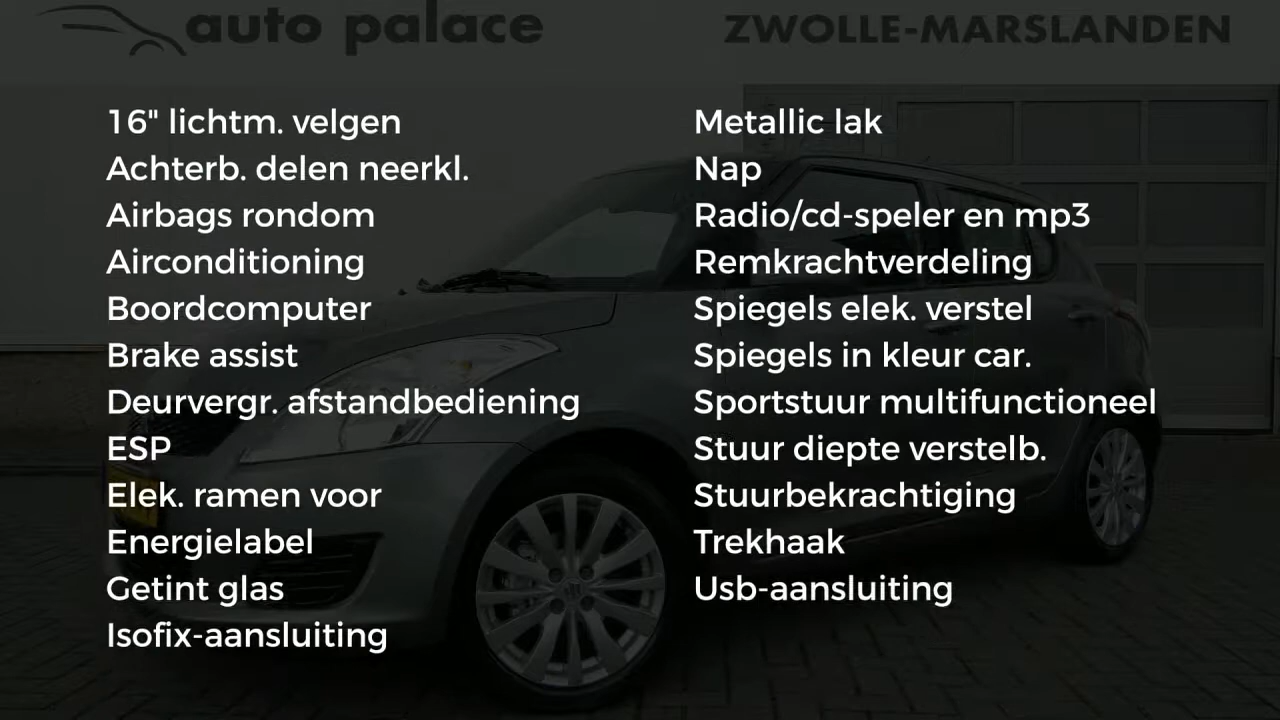 auto palace
ZWOLLE-MARSLANDEN
16" lichtm. velgen
Achterb. delen neerkl.
Airbags rondom
Airconditioning
Boordcomputer
Brake assist
Deurvergr. afstandbediening
ESP
Elek. ramen voor
Energielabel
Getint glas
Isofix-aansluiting
Metallic lak
Nap
Radio/cd-speler en mp3
Remkrachtverdeling
Spiegels elek. verstel
Spiegels in kleur car.
Sportstuur multifunctioneel
Stuur diepte verstelb.
Stuurbekrachtiging
Trekhaak
Usb-aansluiting